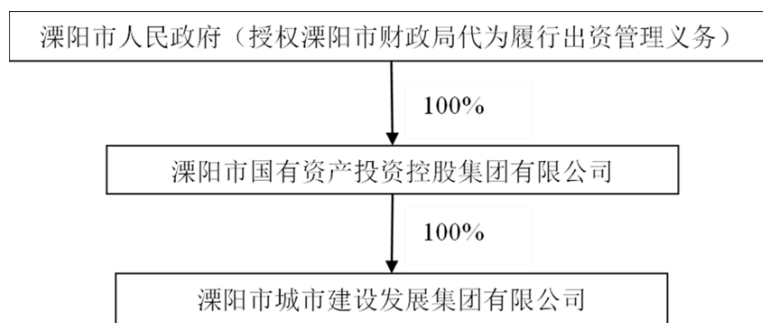 溧阳市人民政府（授权溧阳市财政局代为履行出资管理义务）
100%
溧阳市国有资产投资控股集团有限公司
100%
溧阳市城市建设发展集团有限公司